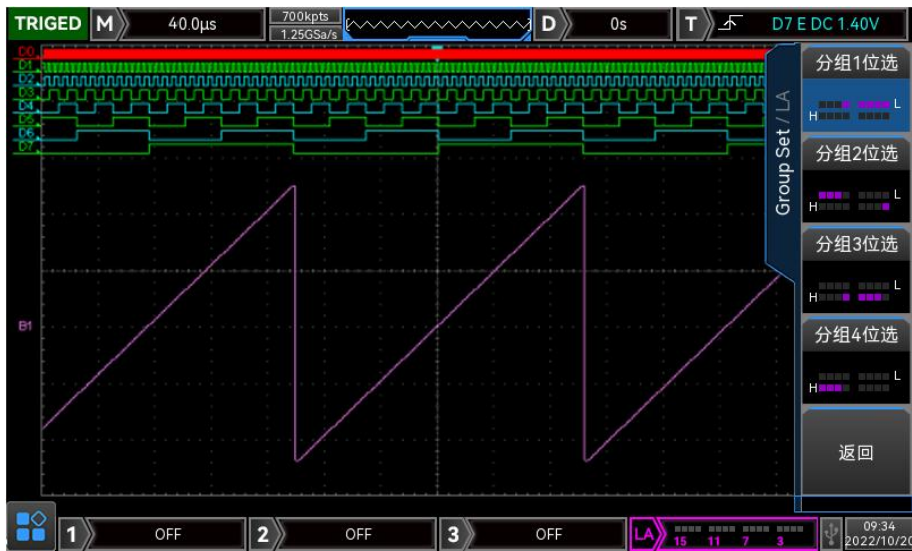 TRIGED M 40.0µs 700kpts D 0s T D7 E DC 1.40V
1.25GSa/s
D0
D1
D2
D3
D4
D5
D6
D7
B1
Group Set / LA
分组1位选
L
H
分组2位选
L
H
分组3位选
L
H
分组4位选
L
H
返回
1 OFF 2 OFF 3 OFF LA 15 11 7 3 09:34
2022/10/20